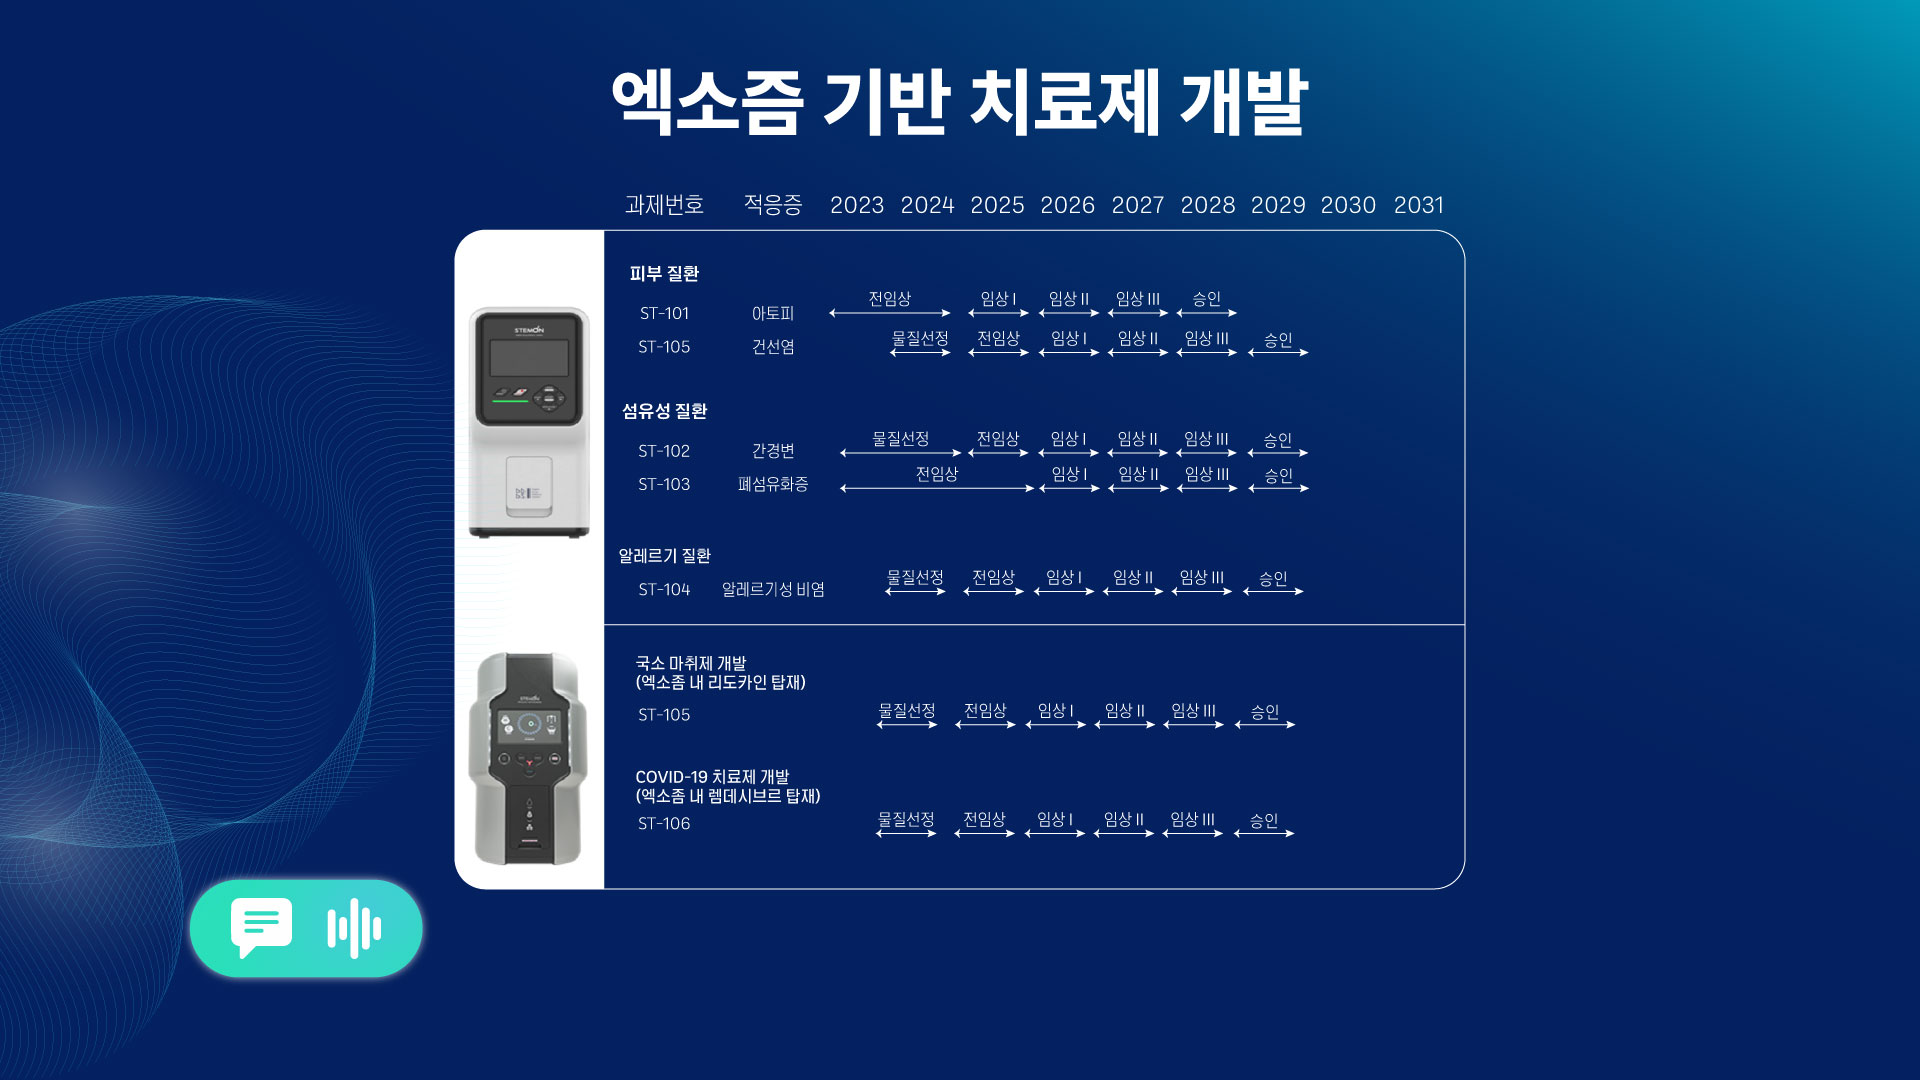 엑소즘 기반 치료제 개발
과제번호 적응증 2023 2024 2025 2026 2027 2028 2029 2030 2031
피부 질환
전임상 임상 I 임상 II 임상 III 승인
ST-101 아토피
물질선정 전임상 임상 I 임상 II 임상 III 승인
ST-105 건선염
섬유성 질환
물질선정 전임상 임상 I 임상 II 임상 III 승인
ST-102 간경변
전임상 임상 I 임상 II 임상 III 승인
ST-103 폐섬유화증
알레르기 질환
물질선정 전임상 임상 I 임상 II 임상 III 승인
ST-104 알레르기성 비염
국소 마취제 개발
(엑소좀 내 리도카인 탑재)
물질선정 전임상 임상 I 임상 II 임상 III 승인
ST-105
COVID-19 치료제 개발
(엑소좀 내 렘데시브르 탑재)
물질선정 전임상 임상 I 임상 II 임상 III 승인
ST-106
STEMON
STEMON